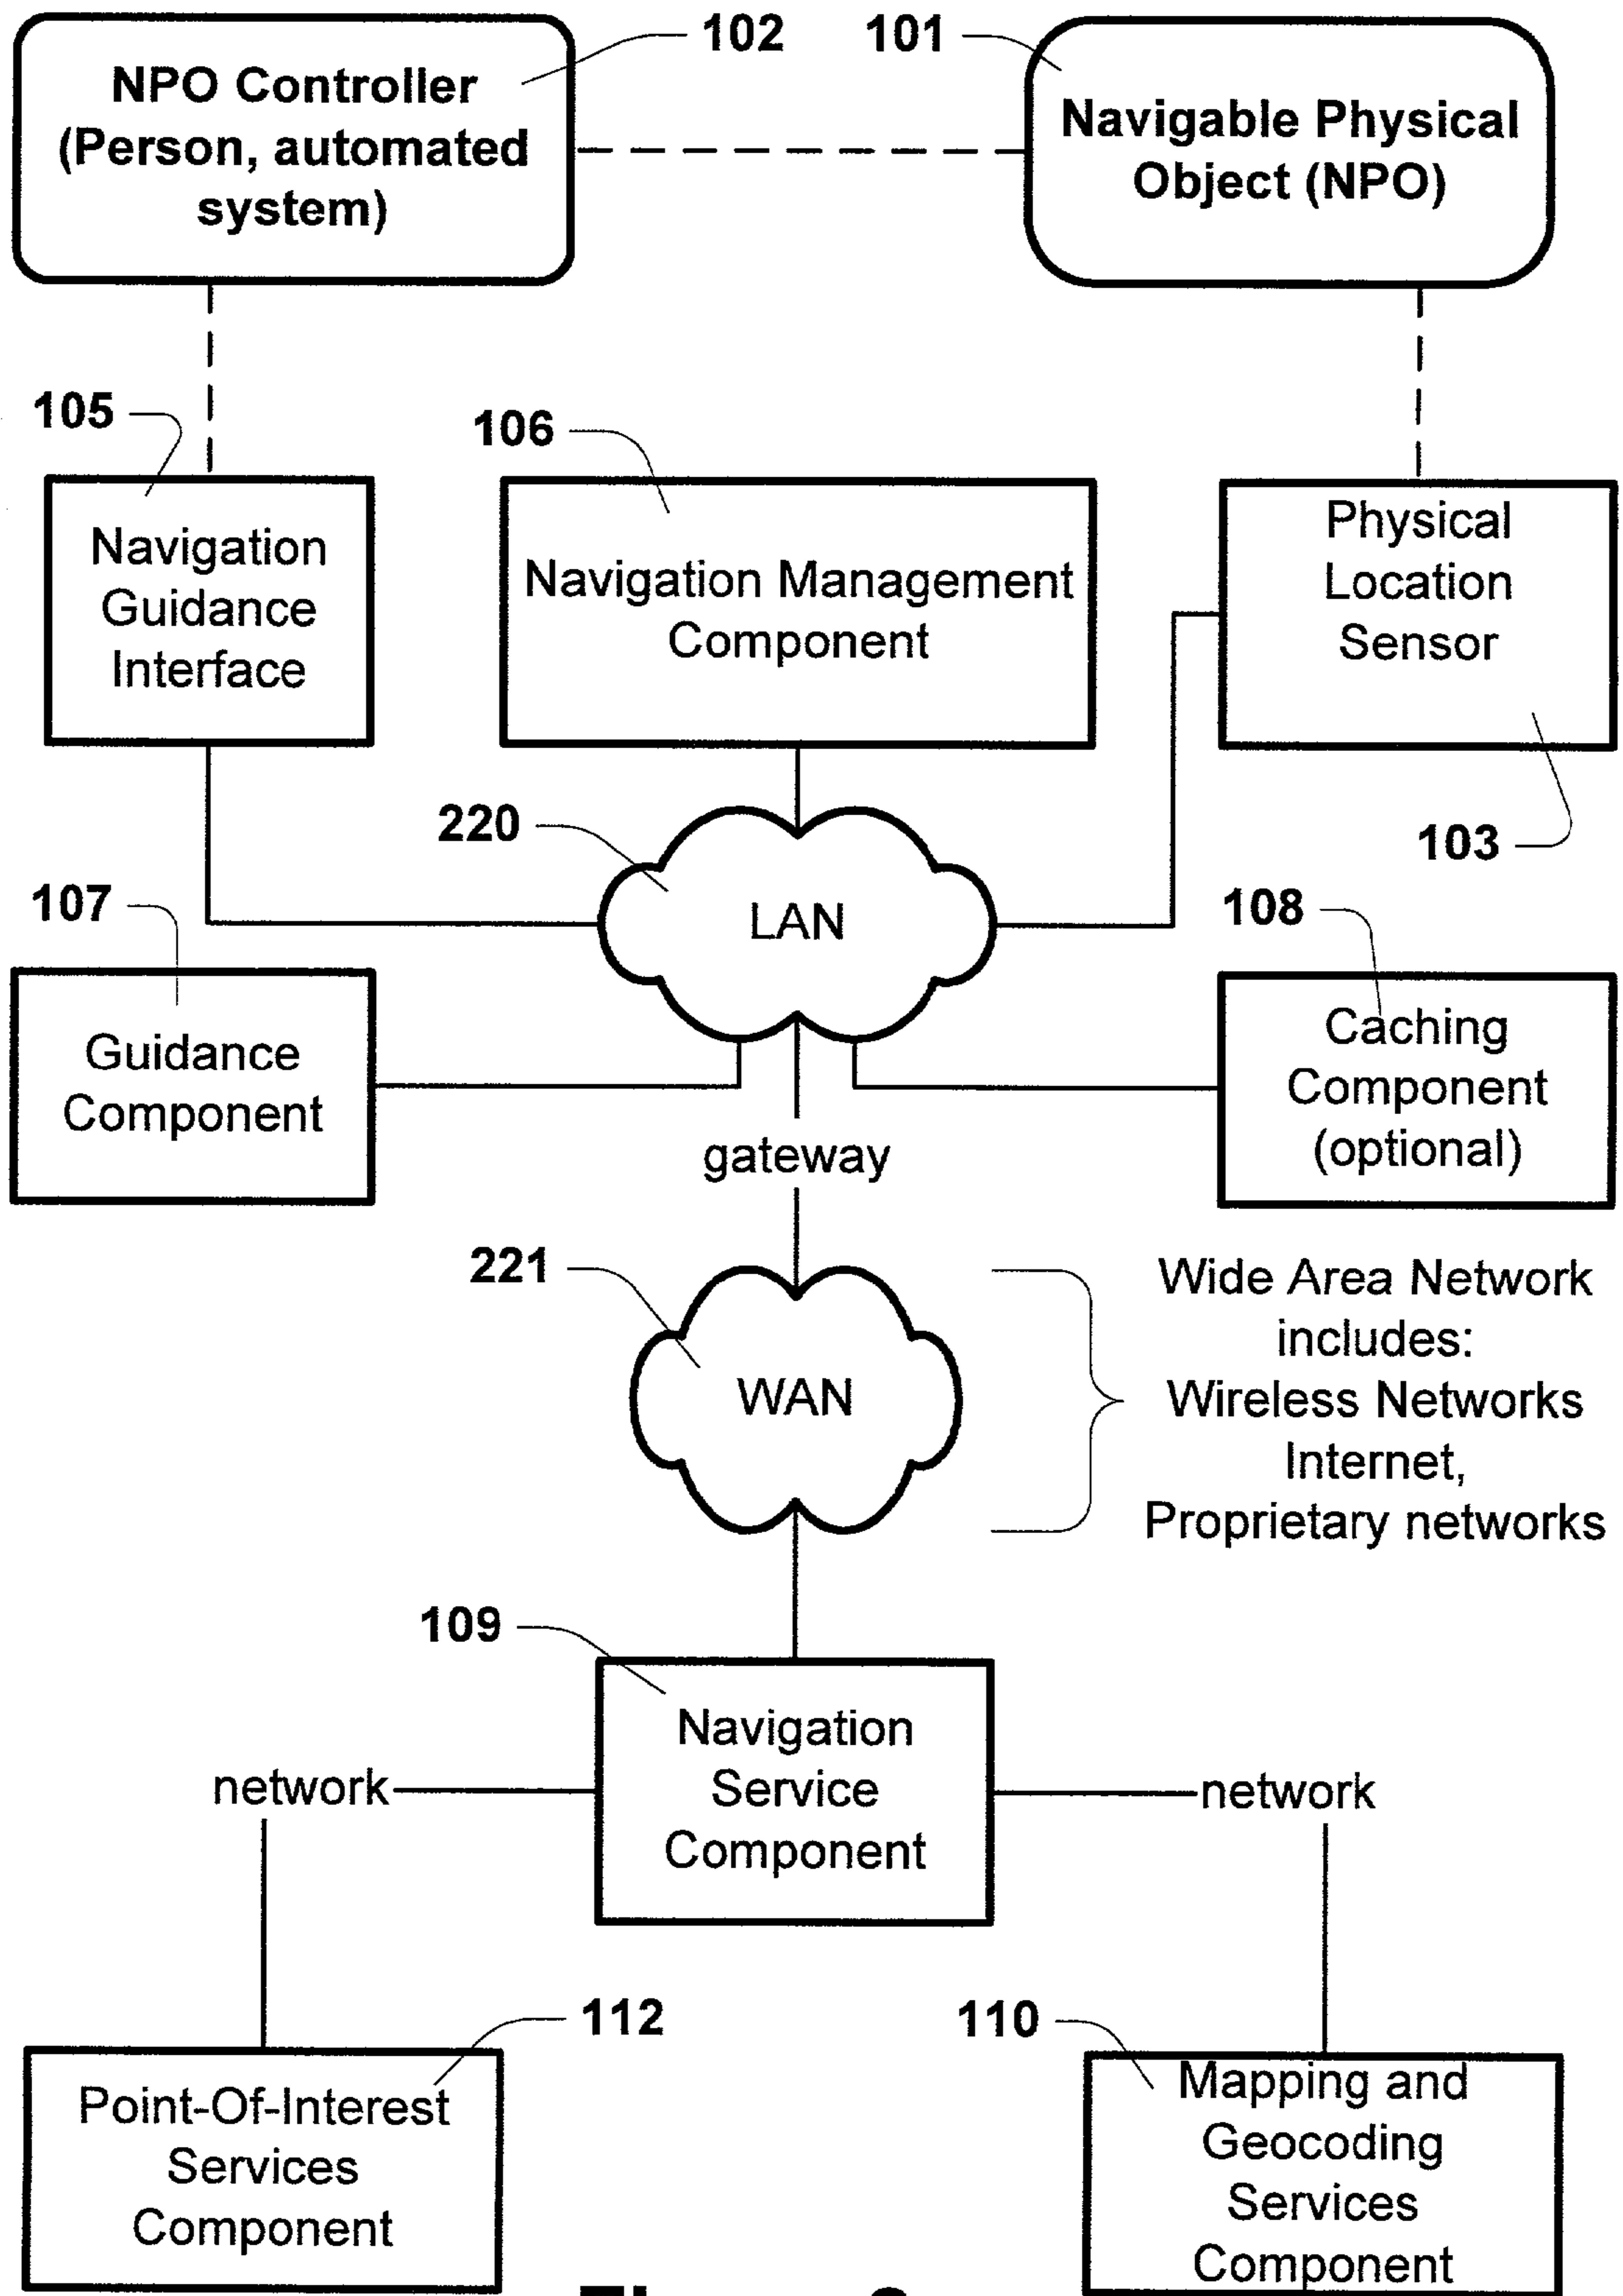 102
101
NPO Controller
(Person, automated
system)
Navigable Physical
Object (NPO)
105
106
Navigation
Guidance
Interface
Navigation Management
Component
Physical
Location
Sensor
103
220
LAN
107
108
Guidance
Component
Caching
Component
(optional)
gateway
221
WAN
Wide Area Network
includes:
Wireless Networks
Internet,
Proprietary networks
109
Navigation
Service
Component
network
network
112
110
Point-Of-Interest
Services
Component
Mapping and
Geocoding
Services
Component